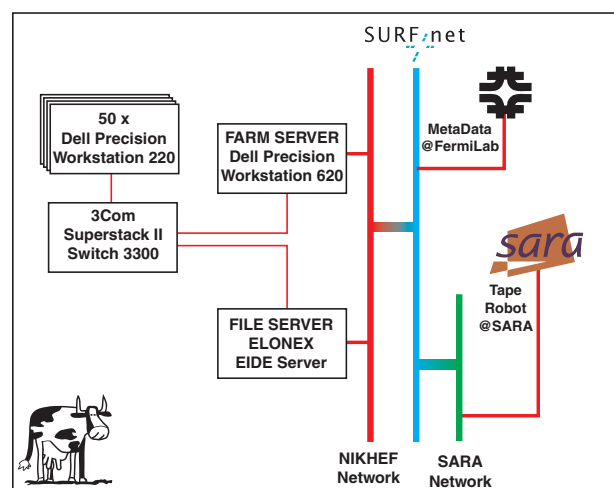 SURFnet
50 x
Dell Precision
Workstation 220
FARM SERVER
Dell Precision
Workstation 620
MetaData
@FermiLab
3Com
Superstack II
Switch 3300
sara
Tape
Robot
@SARA
FILE SERVER
ELONEX
EIDE Server
NIKHEF
Network
SARA
Network